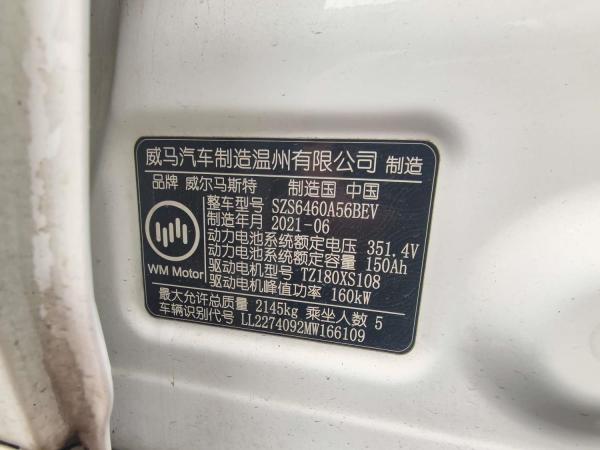 威马汽车制造温州有限公司 制造
品牌 威尔马斯特 制造国 中国
整车型号 SZS6460A56BEV
制造年月 2021-06
动力电池系统额定电压 351.4V
动力电池系统额定容量 150Ah
驱动电机型号 TZ180XS108
驱动电机峰值功率 160kW
WM Motor
最大允许总质量 2145kg 乘坐人数 5
车辆识别代号 LL2274092MW166109